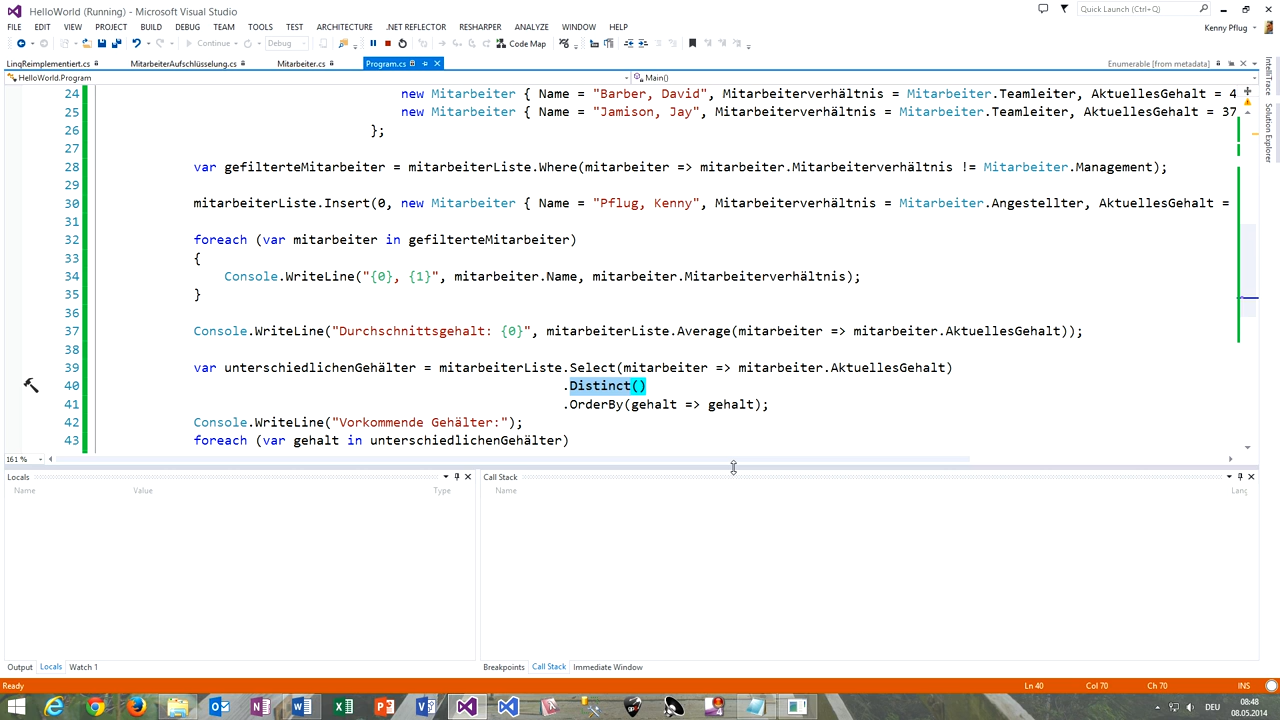 HelloWorld (Running) - Microsoft Visual Studio
Quick Launch (Ctrl+Q)
FILE EDIT VIEW PROJECT BUILD DEBUG TEAM TOOLS TEST ARCHITECTURE .NET REFLECTOR RESHARPER ANALYZE WINDOW HELP
Kenny Pflug
Continue Debug Code Map
LinqReimplementiert.cs MitarbeiterAufschlüsselung.cs Mitarbeiter.cs Program.cs Enumerable [from metadata]
HelloWorld.Program Main()
24 new Mitarbeiter { Name = "Barber, David", Mitarbeiterverhältnis = Mitarbeiter.Teamleiter, AktuellesGehalt = 4
25 new Mitarbeiter { Name = "Jamison, Jay", Mitarbeiterverhältnis = Mitarbeiter.Teamleiter, AktuellesGehalt = 37
26 };
27
28 var gefilterteMitarbeiter = mitarbeiterListe.Where(mitarbeiter => mitarbeiter.Mitarbeiterverhältnis != Mitarbeiter.Management);
29
30 mitarbeiterListe.Insert(0, new Mitarbeiter { Name = "Pflug, Kenny", Mitarbeiterverhältnis = Mitarbeiter.Angestellter, AktuellesGehalt =
31
32 foreach (var mitarbeiter in gefilterteMitarbeiter)
33 {
34 Console.WriteLine("{0}, {1}", mitarbeiter.Name, mitarbeiter.Mitarbeiterverhältnis);
35 }
36
37 Console.WriteLine("Durchschnittsgehalt: {0}", mitarbeiterListe.Average(mitarbeiter => mitarbeiter.AktuellesGehalt));
38
39 var unterschiedlichenGehälter = mitarbeiterListe.Select(mitarbeiter => mitarbeiter.AktuellesGehalt)
40 .Distinct()
41 .OrderBy(gehalt => gehalt);
42 Console.WriteLine("Vorkommende Gehälter:");
43 foreach (var gehalt in unterschiedlichenGehälter)
161 %
IntelliTrace
Solution Explorer
Locals
Name Value Type
Call Stack
Name Lang
Output Locals Watch 1
Breakpoints Call Stack Immediate Window
Ready Ln 40 Col 70 Ch 70 INS
DEU
08:48
08.05.2014